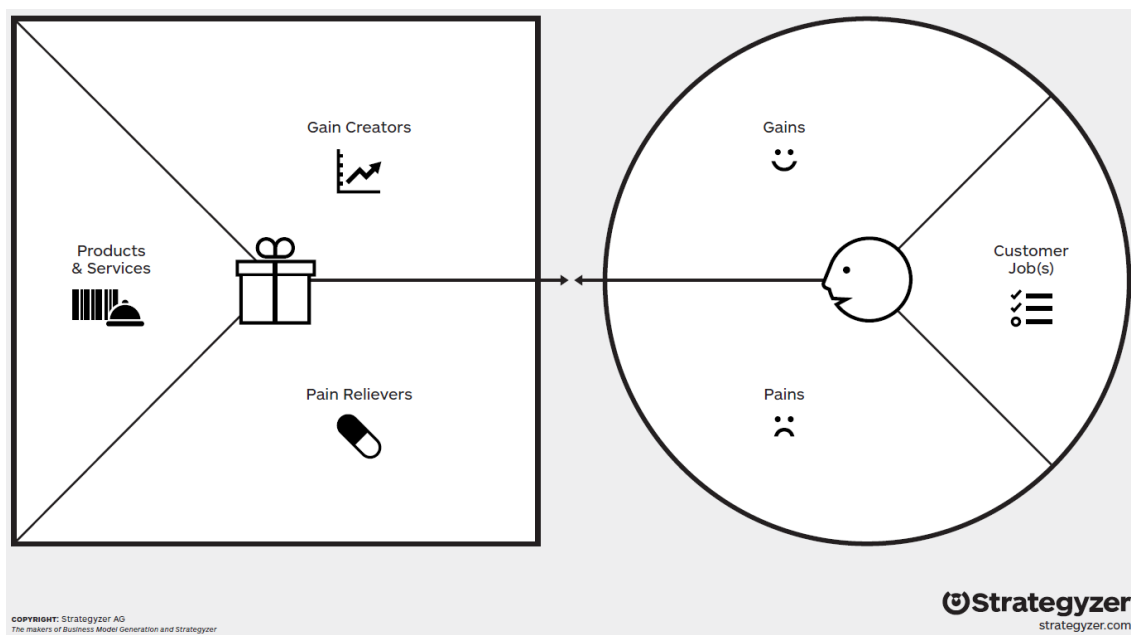 Gain Creators
Products
& Services
Pain Relievers
Gains
Customer
Job(s)
Pains
COPYRIGHT: Strategyzer AG
The makers of Business Model Generation and Strategyzer
Strategyzer
strategyzer.com